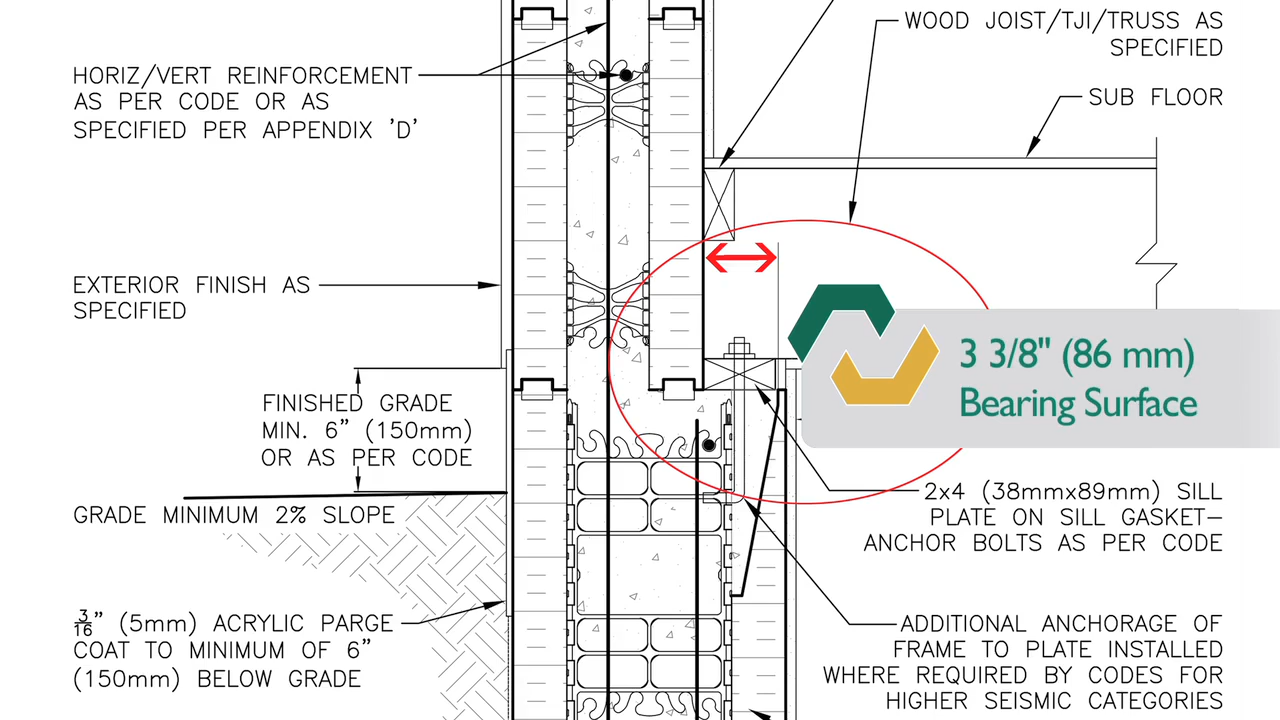 HORIZ/VERT REINFORCEMENT
AS PER CODE OR AS
SPECIFIED PER APPENDIX 'D'
EXTERIOR FINISH AS
SPECIFIED
FINISHED GRADE
MIN. 6” (150mm)
OR AS PER CODE
GRADE MINIMUM 2% SLOPE
3/16” (5mm) ACRYLIC PARGE
COAT TO MINIMUM OF 6”
(150mm) BELOW GRADE
WOOD JOIST/TJI/TRUSS AS
SPECIFIED
SUB FLOOR
3 3/8" (86 mm)
Bearing Surface
2x4 (38mmx89mm) SILL
PLATE ON SILL GASKET–
ANCHOR BOLTS AS PER CODE
ADDITIONAL ANCHORAGE OF
FRAME TO PLATE INSTALLED
WHERE REQUIRED BY CODES FOR
HIGHER SEISMIC CATEGORIES